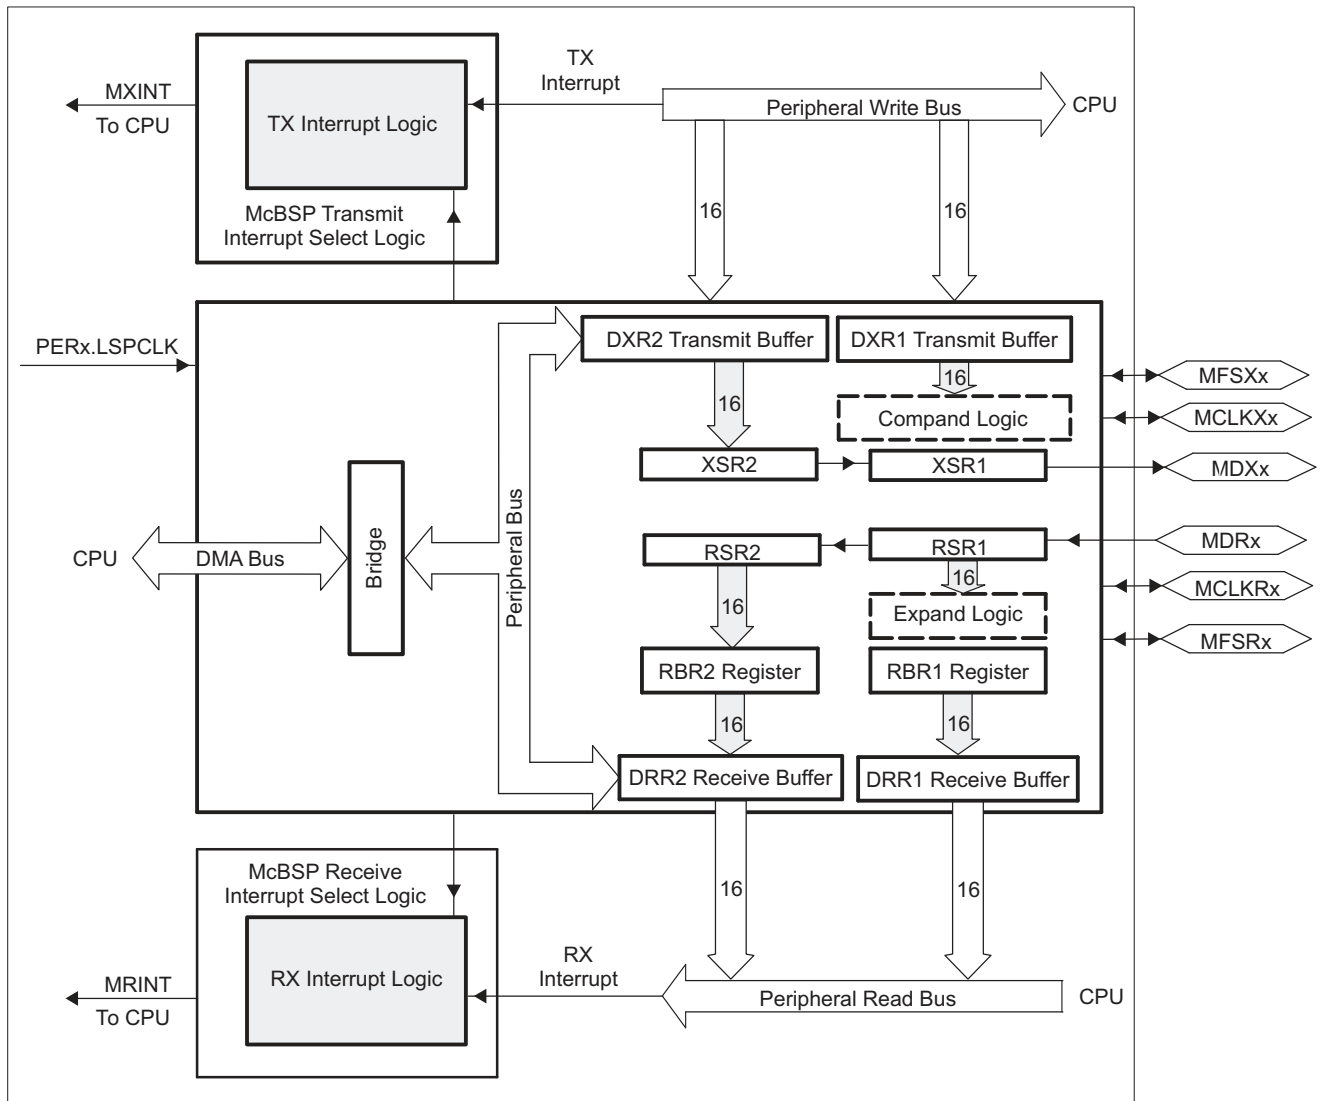 TX
Interrupt
MXINT
To CPU
TX Interrupt Logic
Peripheral Write Bus
CPU
McBSP Transmit
Interrupt Select Logic
16
16
PERx.LSPCLK
DXR2 Transmit Buffer
DXR1 Transmit Buffer
MFSXx
16
16
Compand Logic
MCLKXx
XSR2
XSR1
MDXx
CPU
DMA Bus
Bridge
Peripheral Bus
RSR2
RSR1
MDRx
16
16
MCLKRx
Expand Logic
MFSRx
RBR2 Register
RBR1 Register
16
16
DRR2 Receive Buffer
DRR1 Receive Buffer
McBSP Receive
Interrupt Select Logic
16
16
RX
Interrupt
MRINT
To CPU
RX Interrupt Logic
Peripheral Read Bus
CPU